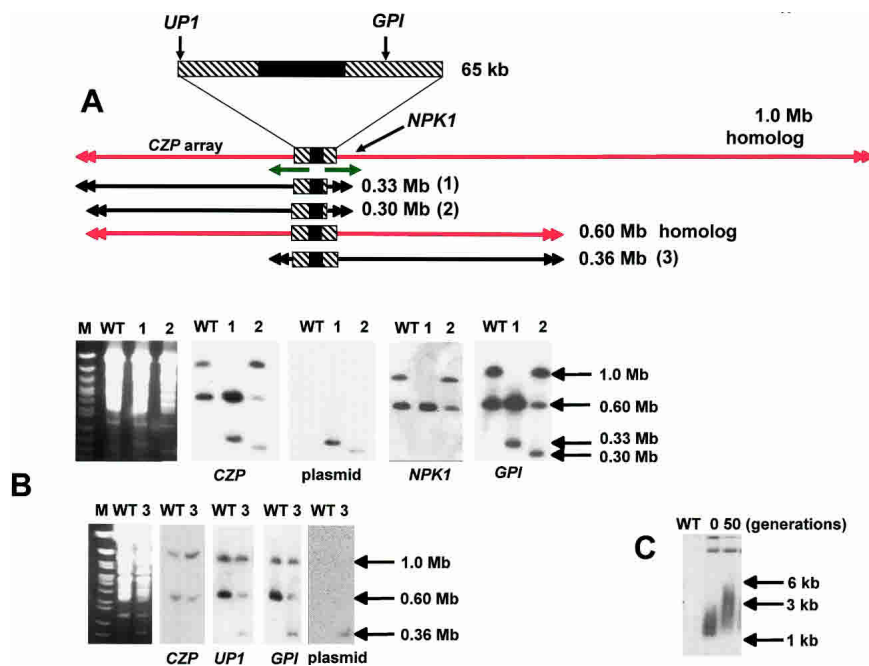 UP1 GPI
65 kb
A
NPK1
1.0 Mb
homolog
CZP array
0.33 Mb (1)
0.30 Mb (2)
0.60 Mb homolog
0.36 Mb (3)
M WT 1 2 WT 1 2 WT 1 2 WT 1 2 WT 1 2
1.0 Mb
0.60 Mb
0.33 Mb
0.30 Mb
CZP plasmid NPK1 GPI
B
M WT 3 WT 3 WT 3 WT 3 WT 3
1.0 Mb
0.60 Mb
0.36 Mb
CZP UP1 GPI plasmid
C
WT 0 50 (generations)
6 kb
3 kb
1 kb